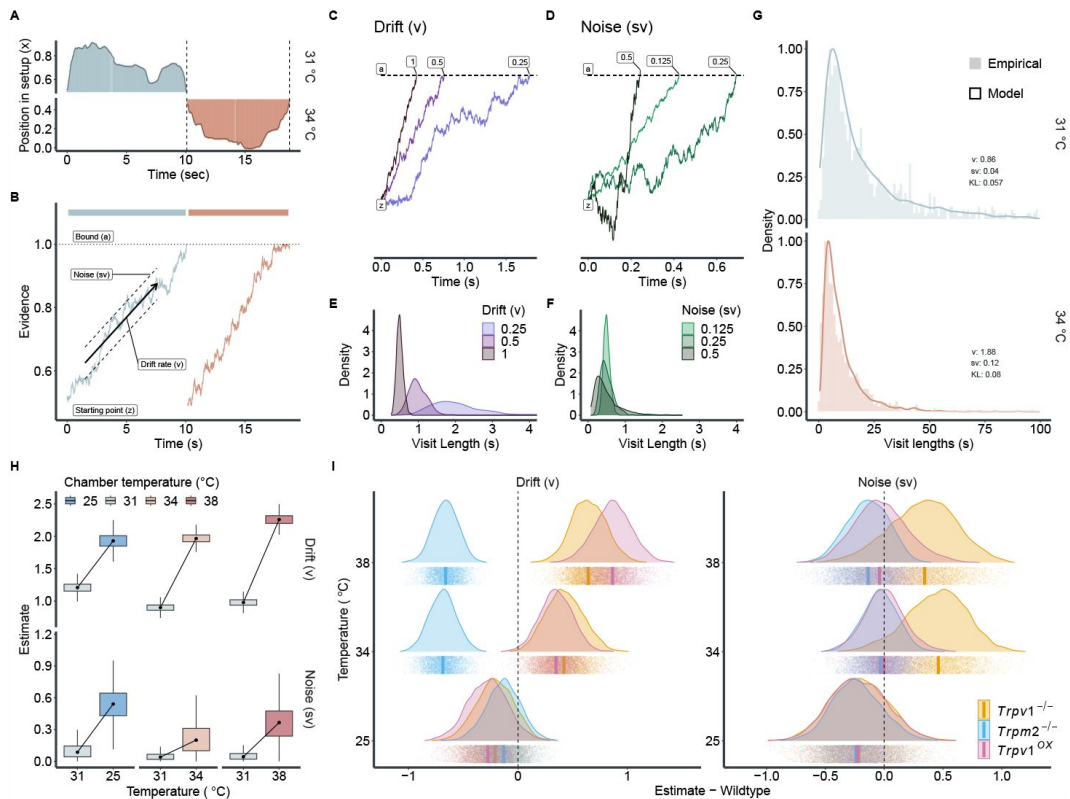 A
Position in setup (x)
0.8
0.6
31 °C
0.4
0.2
0.0
34 °C
0
5
10
15
Time (sec)
B
Bound (a)
Noise (sv)
Drift rate (v)
Starting point (z)
Evidence
1.0
0.8
0.6
0
5
10
15
Time (s)
C
Drift (v)
a
1
0.5
0.25
z
0.0
0.5
1.0
1.5
Time (s)
D
Noise (sv)
a
0.5
0.125
0.25
z
0.0
0.2
0.4
0.6
Time (s)
E
Drift (v)
0.25
0.5
1
Density
4
3
2
1
0
0
1
2
3
4
Visit Length (s)
F
Noise (sv)
0.125
0.25
0.5
Density
4
3
2
1
0
0
1
2
3
4
Visit Length (s)
G
Empirical
Model
1.00
0.75
0.50
0.25
0.00
v: 0.86
sv: 0.04
KL: 0.057
31 °C
Density
1.00
0.75
0.50
0.25
0.00
v: 1.88
sv: 0.12
KL: 0.08
34 °C
0
25
50
75
100
Visit lengths (s)
H
Chamber temperature (°C)
25
31
34
38
2.5
2.0
1.5
1.0
Drift (v)
Estimate
1.2
0.9
0.6
0.3
0.0
Noise (sv)
31
25
31
34
31
38
Temperature ( °C)
I
Drift (v)
Noise (sv)
Temperature ( °C)
38
34
25
−1
0
1
38
34
25
−1.0
−0.5
0.0
0.5
1.0
Estimate − Wildtype
Trpv1−/−
Trpm2−/−
Trpv1OX